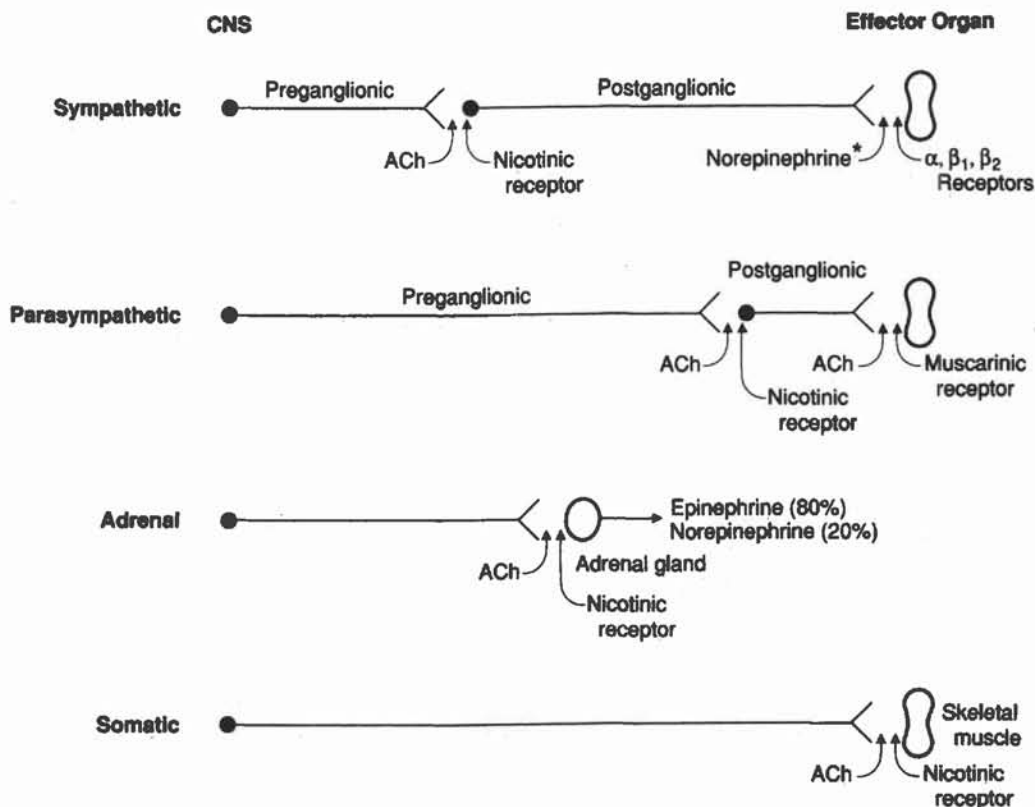 CNS
Effector Organ
Sympathetic
Preganglionic
Postganglionic
ACh
Nicotinic
receptor
Norepinephrine*
α, β₁, β₂
Receptors
Parasympathetic
Preganglionic
Postganglionic
ACh
Nicotinic
receptor
ACh
Muscarinic
receptor
Adrenal
ACh
Nicotinic
receptor
Adrenal gland
Epinephrine (80%)
Norepinephrine (20%)
Somatic
ACh
Nicotinic
receptor
Skeletal
muscle